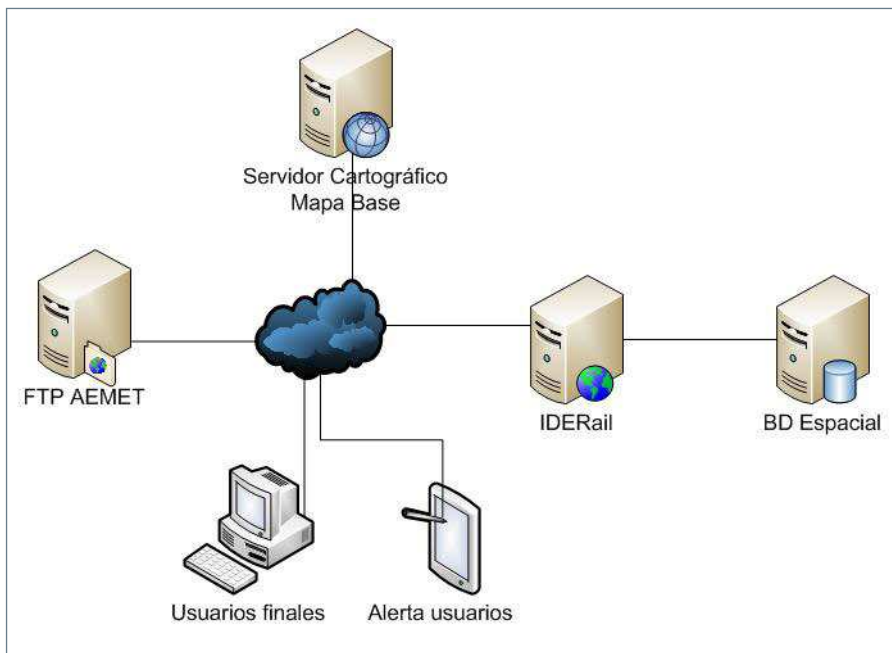 Servidor Cartográfico
Mapa Base
FTP AEMET
IDERail
BD Espacial
Usuarios finales
Alerta usuarios